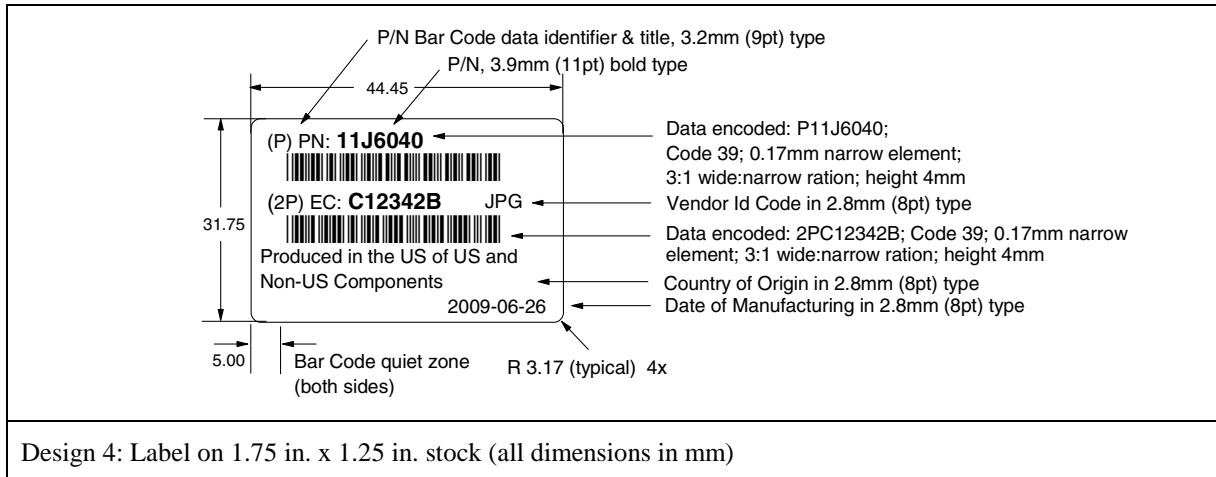 P/N Bar Code data identifier & title, 3.2mm (9pt) type
P/N, 3.9mm (11pt) bold type
44.45
31.75
(P) PN: 11J6040
(2P) EC: C12342B JPG
Produced in the US of US and
Non-US Components
2009-06-26
Data encoded: P11J6040;
Code 39; 0.17mm narrow element;
3:1 wide:narrow ration; height 4mm
Vendor Id Code in 2.8mm (8pt) type
Data encoded: 2PC12342B; Code 39; 0.17mm narrow
element; 3:1 wide:narrow ration; height 4mm
Country of Origin in 2.8mm (8pt) type
Date of Manufacturing in 2.8mm (8pt) type
5.00
Bar Code quiet zone
(both sides)
R 3.17 (typical) 4x
Design 4: Label on 1.75 in. x 1.25 in. stock (all dimensions in mm)